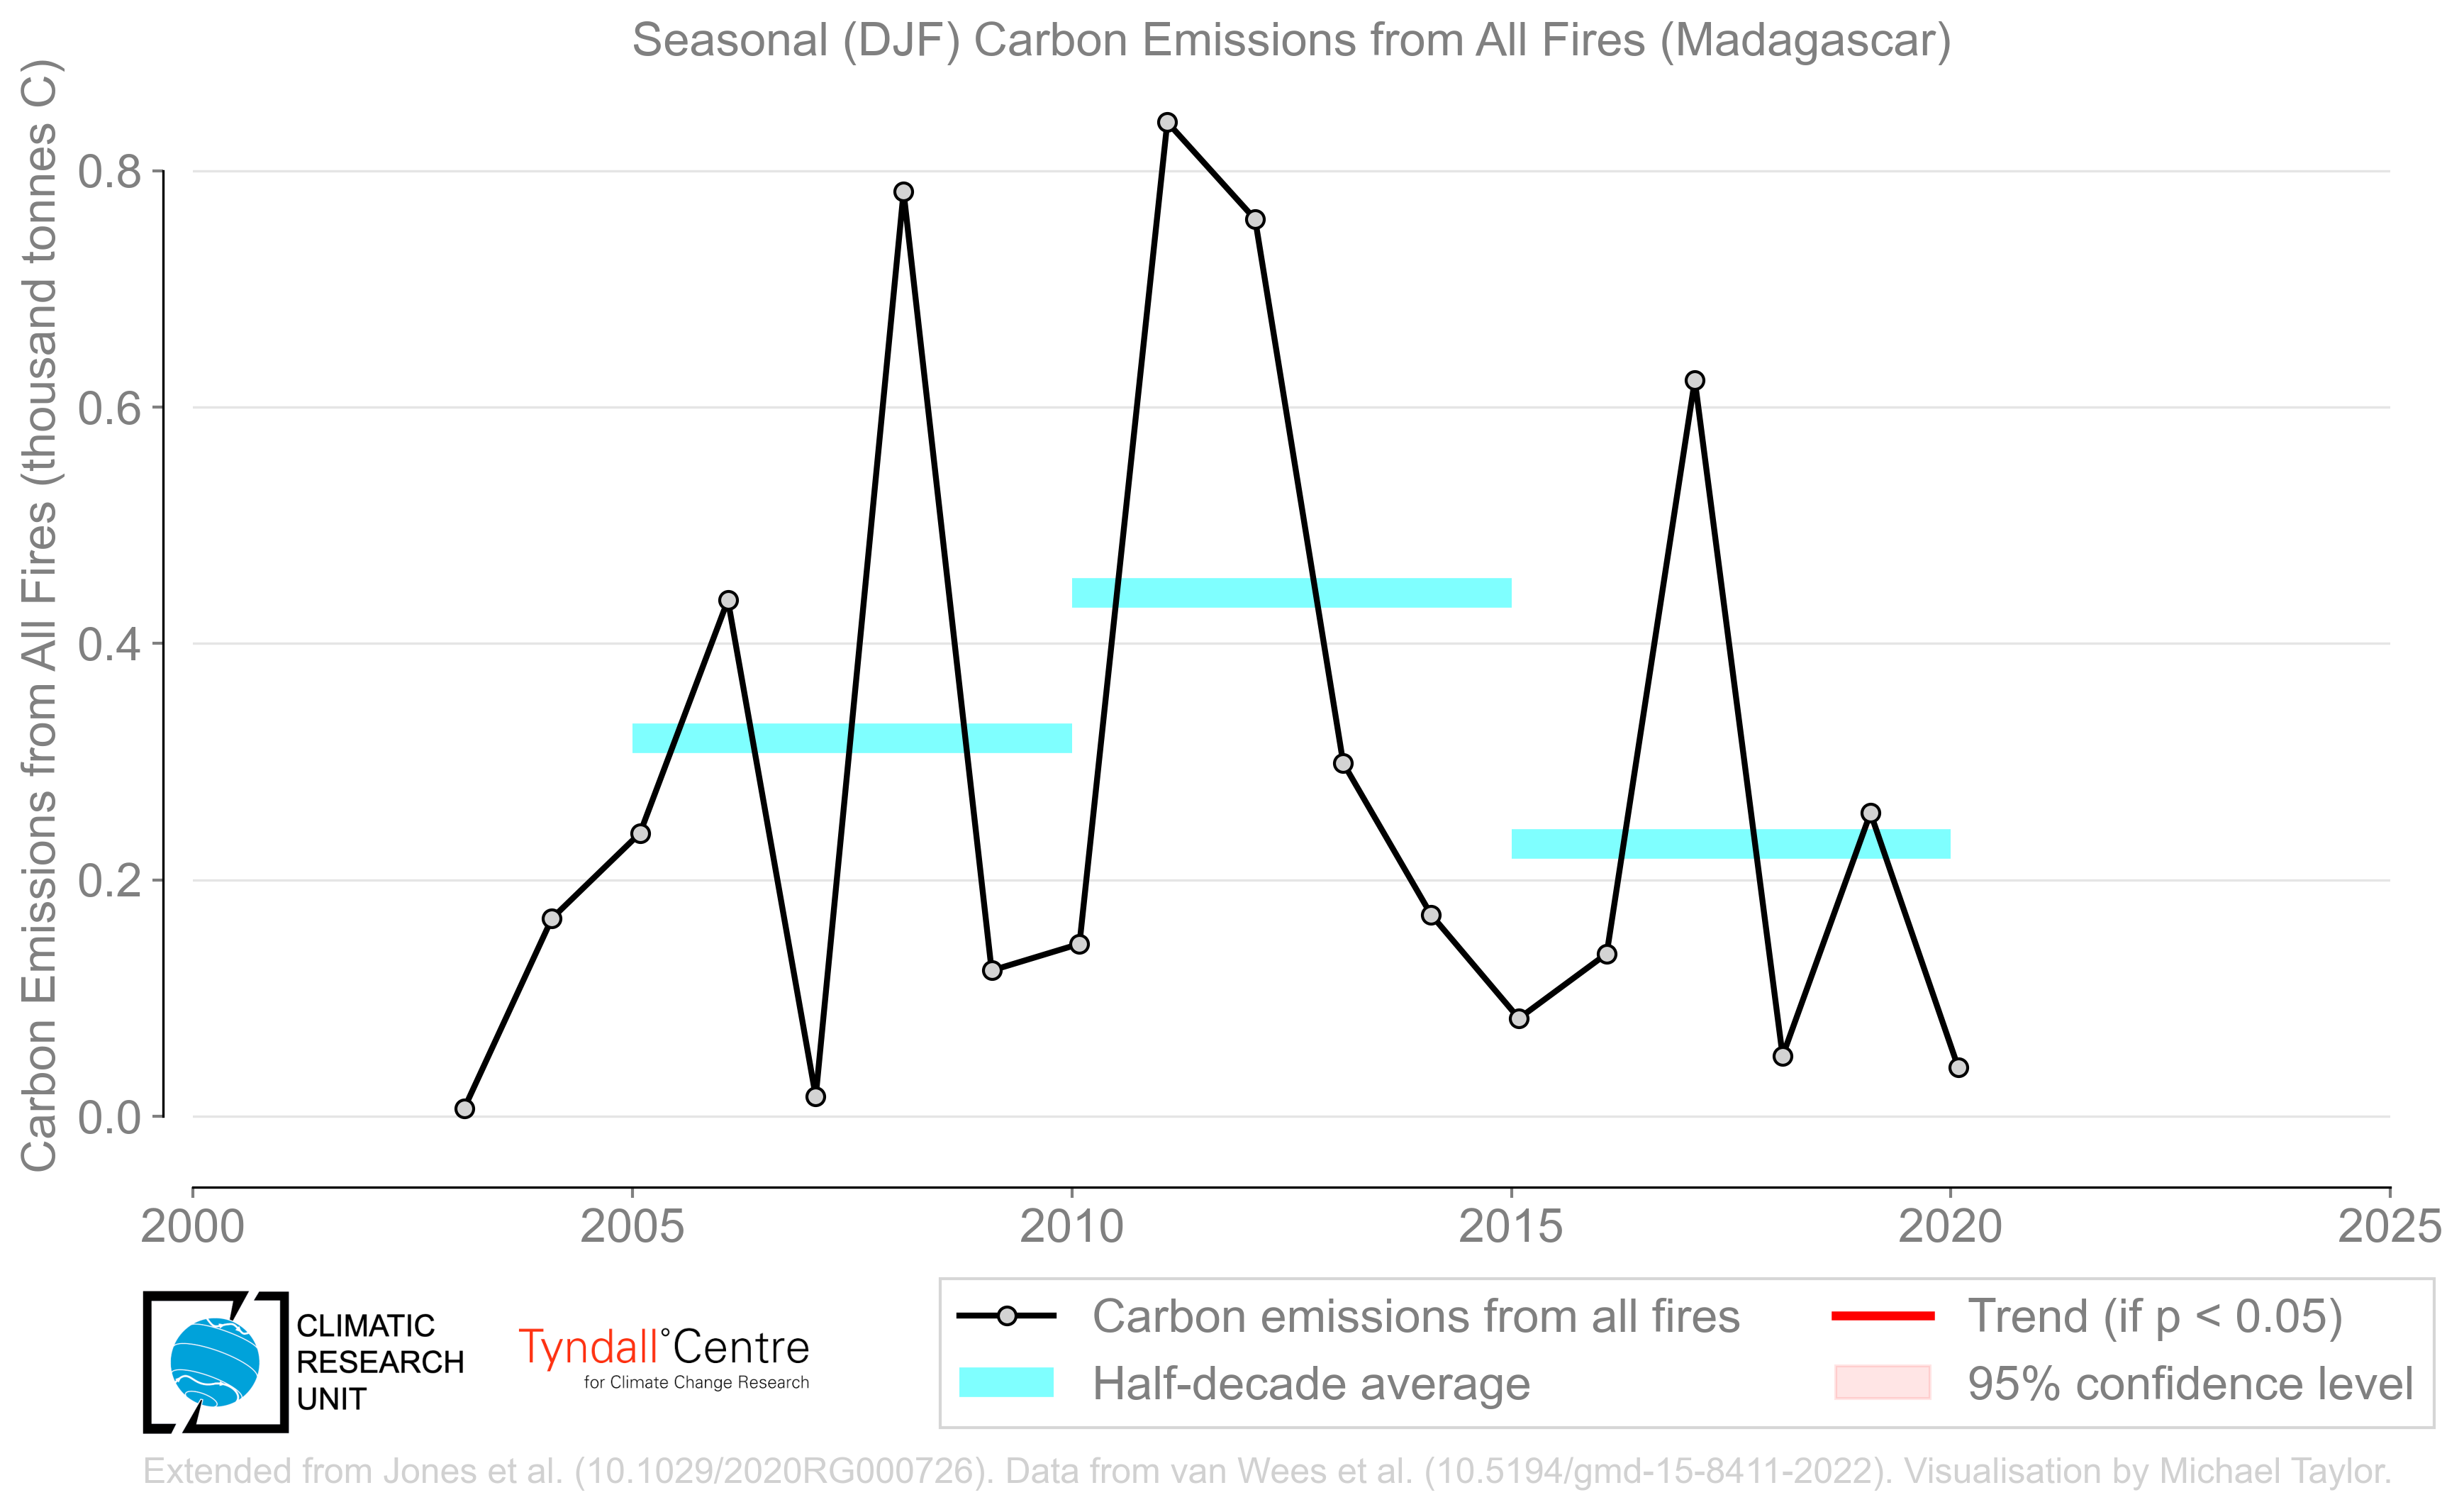 Seasonal (DJF) Carbon Emissions from All Fires (Madagascar)
Carbon Emissions from All Fires (thousand tonnes C)
0.8
0.6
0.4
0.2
0.0
2000
2005
2010
2015
2020
2025
CLIMATIC
RESEARCH
UNIT
Tyndall°Centre
for Climate Change Research
Carbon emissions from all fires
Half-decade average
Trend (if p < 0.05)
95% confidence level
Extended from Jones et al. (10.1029/2020RG000726). Data from van Wees et al. (10.5194/gmd-15-8411-2022). Visualisation by Michael Taylor.